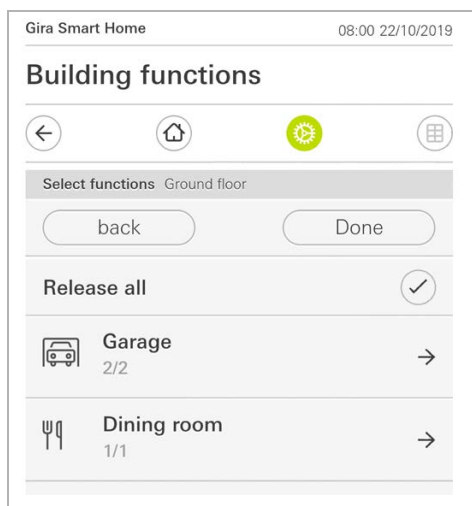 Gira Smart Home 08:00 22/10/2019
Building functions
Select functions Ground floor
back Done
Release all
Garage
2/2
Dining room
1/1